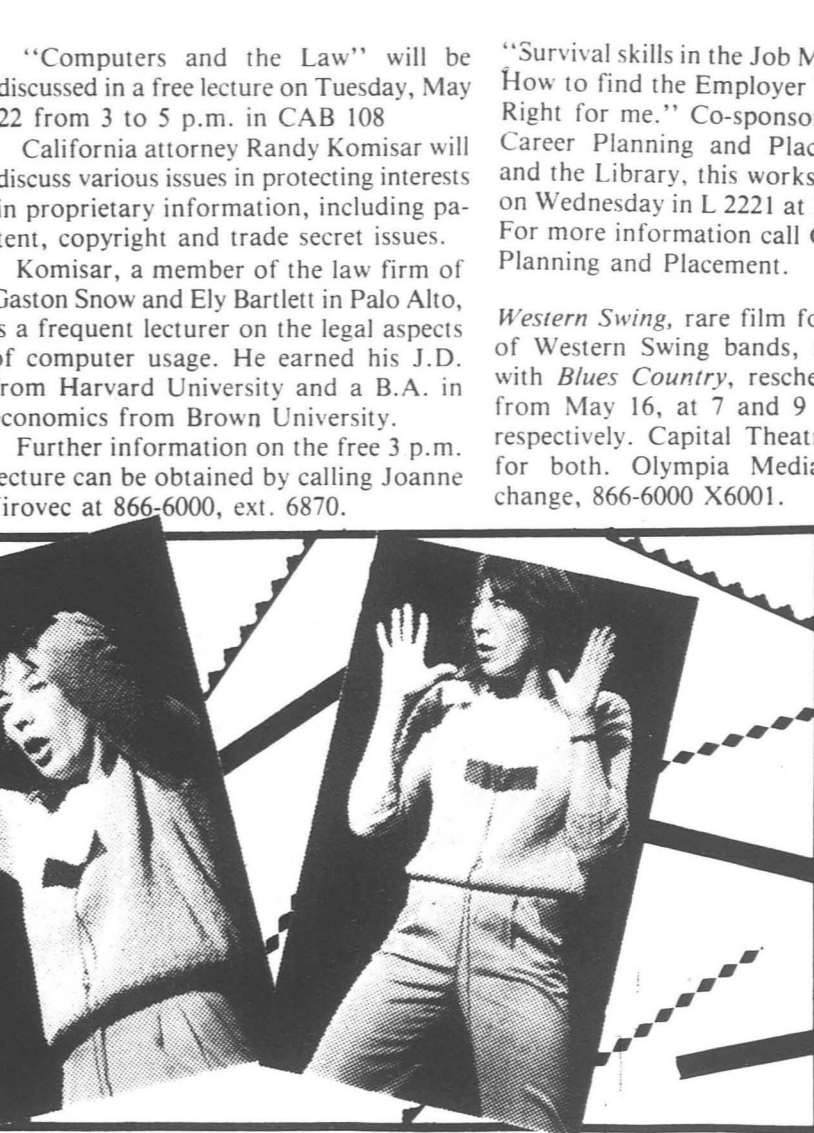 “Computers and the Law” will be
discussed in a free lecture on Tuesday, May
22 from 3 to 5 p.m. in CAB 108
California attorney Randy Komisar will
discuss various issues in protecting interests
in proprietary information, including pa-
tent, copyright and trade secret issues.
Komisar, a member of the law firm of
Gaston Snow and Ely Bartlett in Palo Alto,
is a frequent lecturer on the legal aspects
of computer usage. He earned his J.D.
from Harvard University and a B.A. in
economics from Brown University.
Further information on the free 3 p.m.
lecture can be obtained by calling Joanne
Jirovec at 866-6000, ext. 6870.
“Survival skills in the Job
How to find the Employer
Right for me.” Co-sponso
Career Planning and Plac
and the Library, this works
on Wednesday in L 2221 at
For more information call
Planning and Placement.
Western Swing, rare film fo
of Western Swing bands,
with Blues Country, resche
from May 16, at 7 and 9
respectively. Capital Theat
for both. Olympia Media
change, 866-6000 X6001.